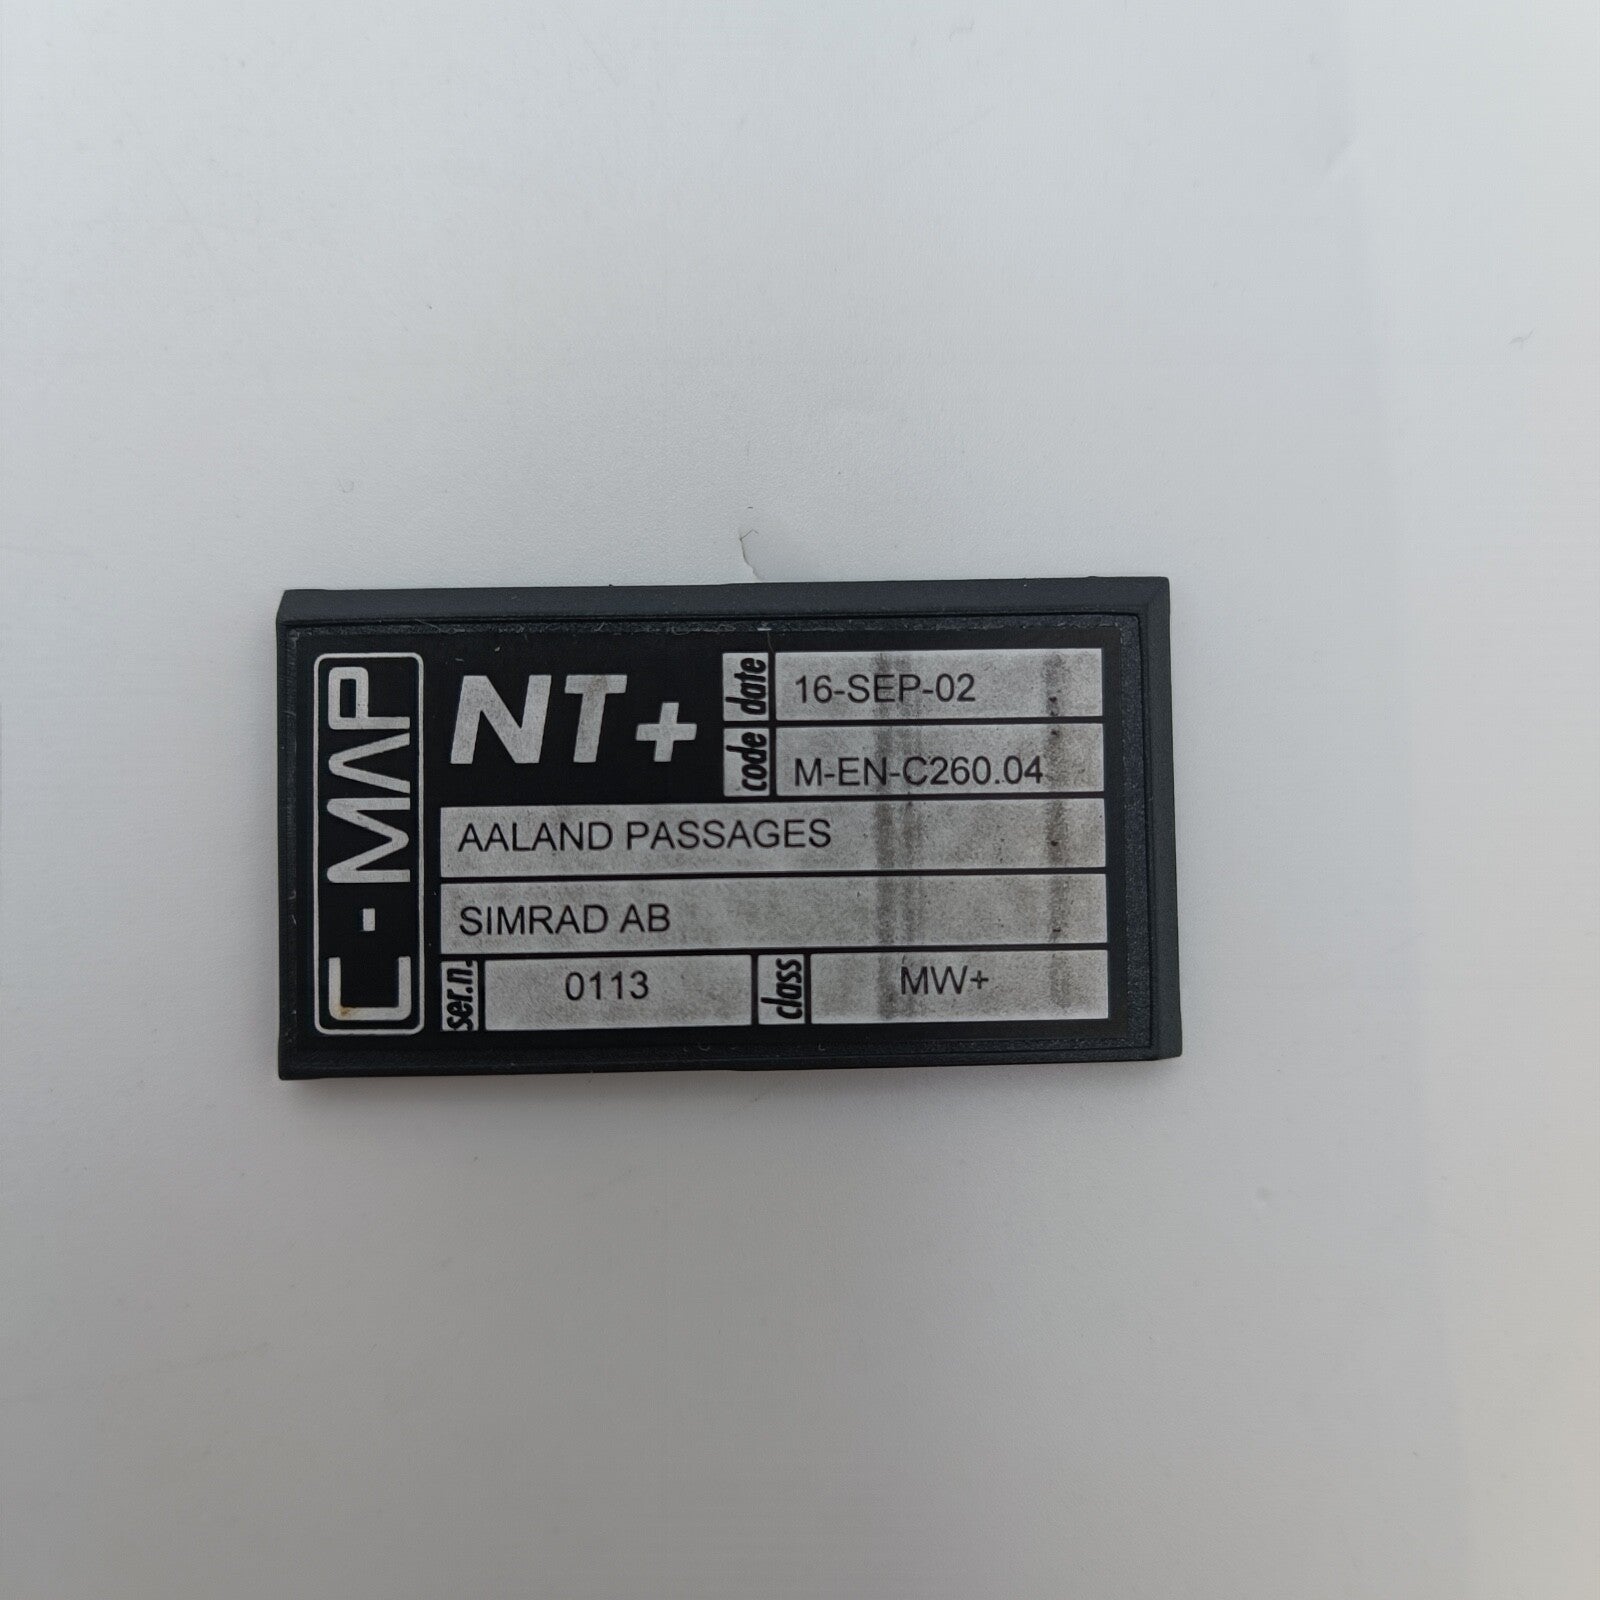 C-MAP
NT+
date 16-SEP-02
code M-EN-C260.04
AALAND PASSAGES
SIMRAD AB
ser.n. 0113 class MW+